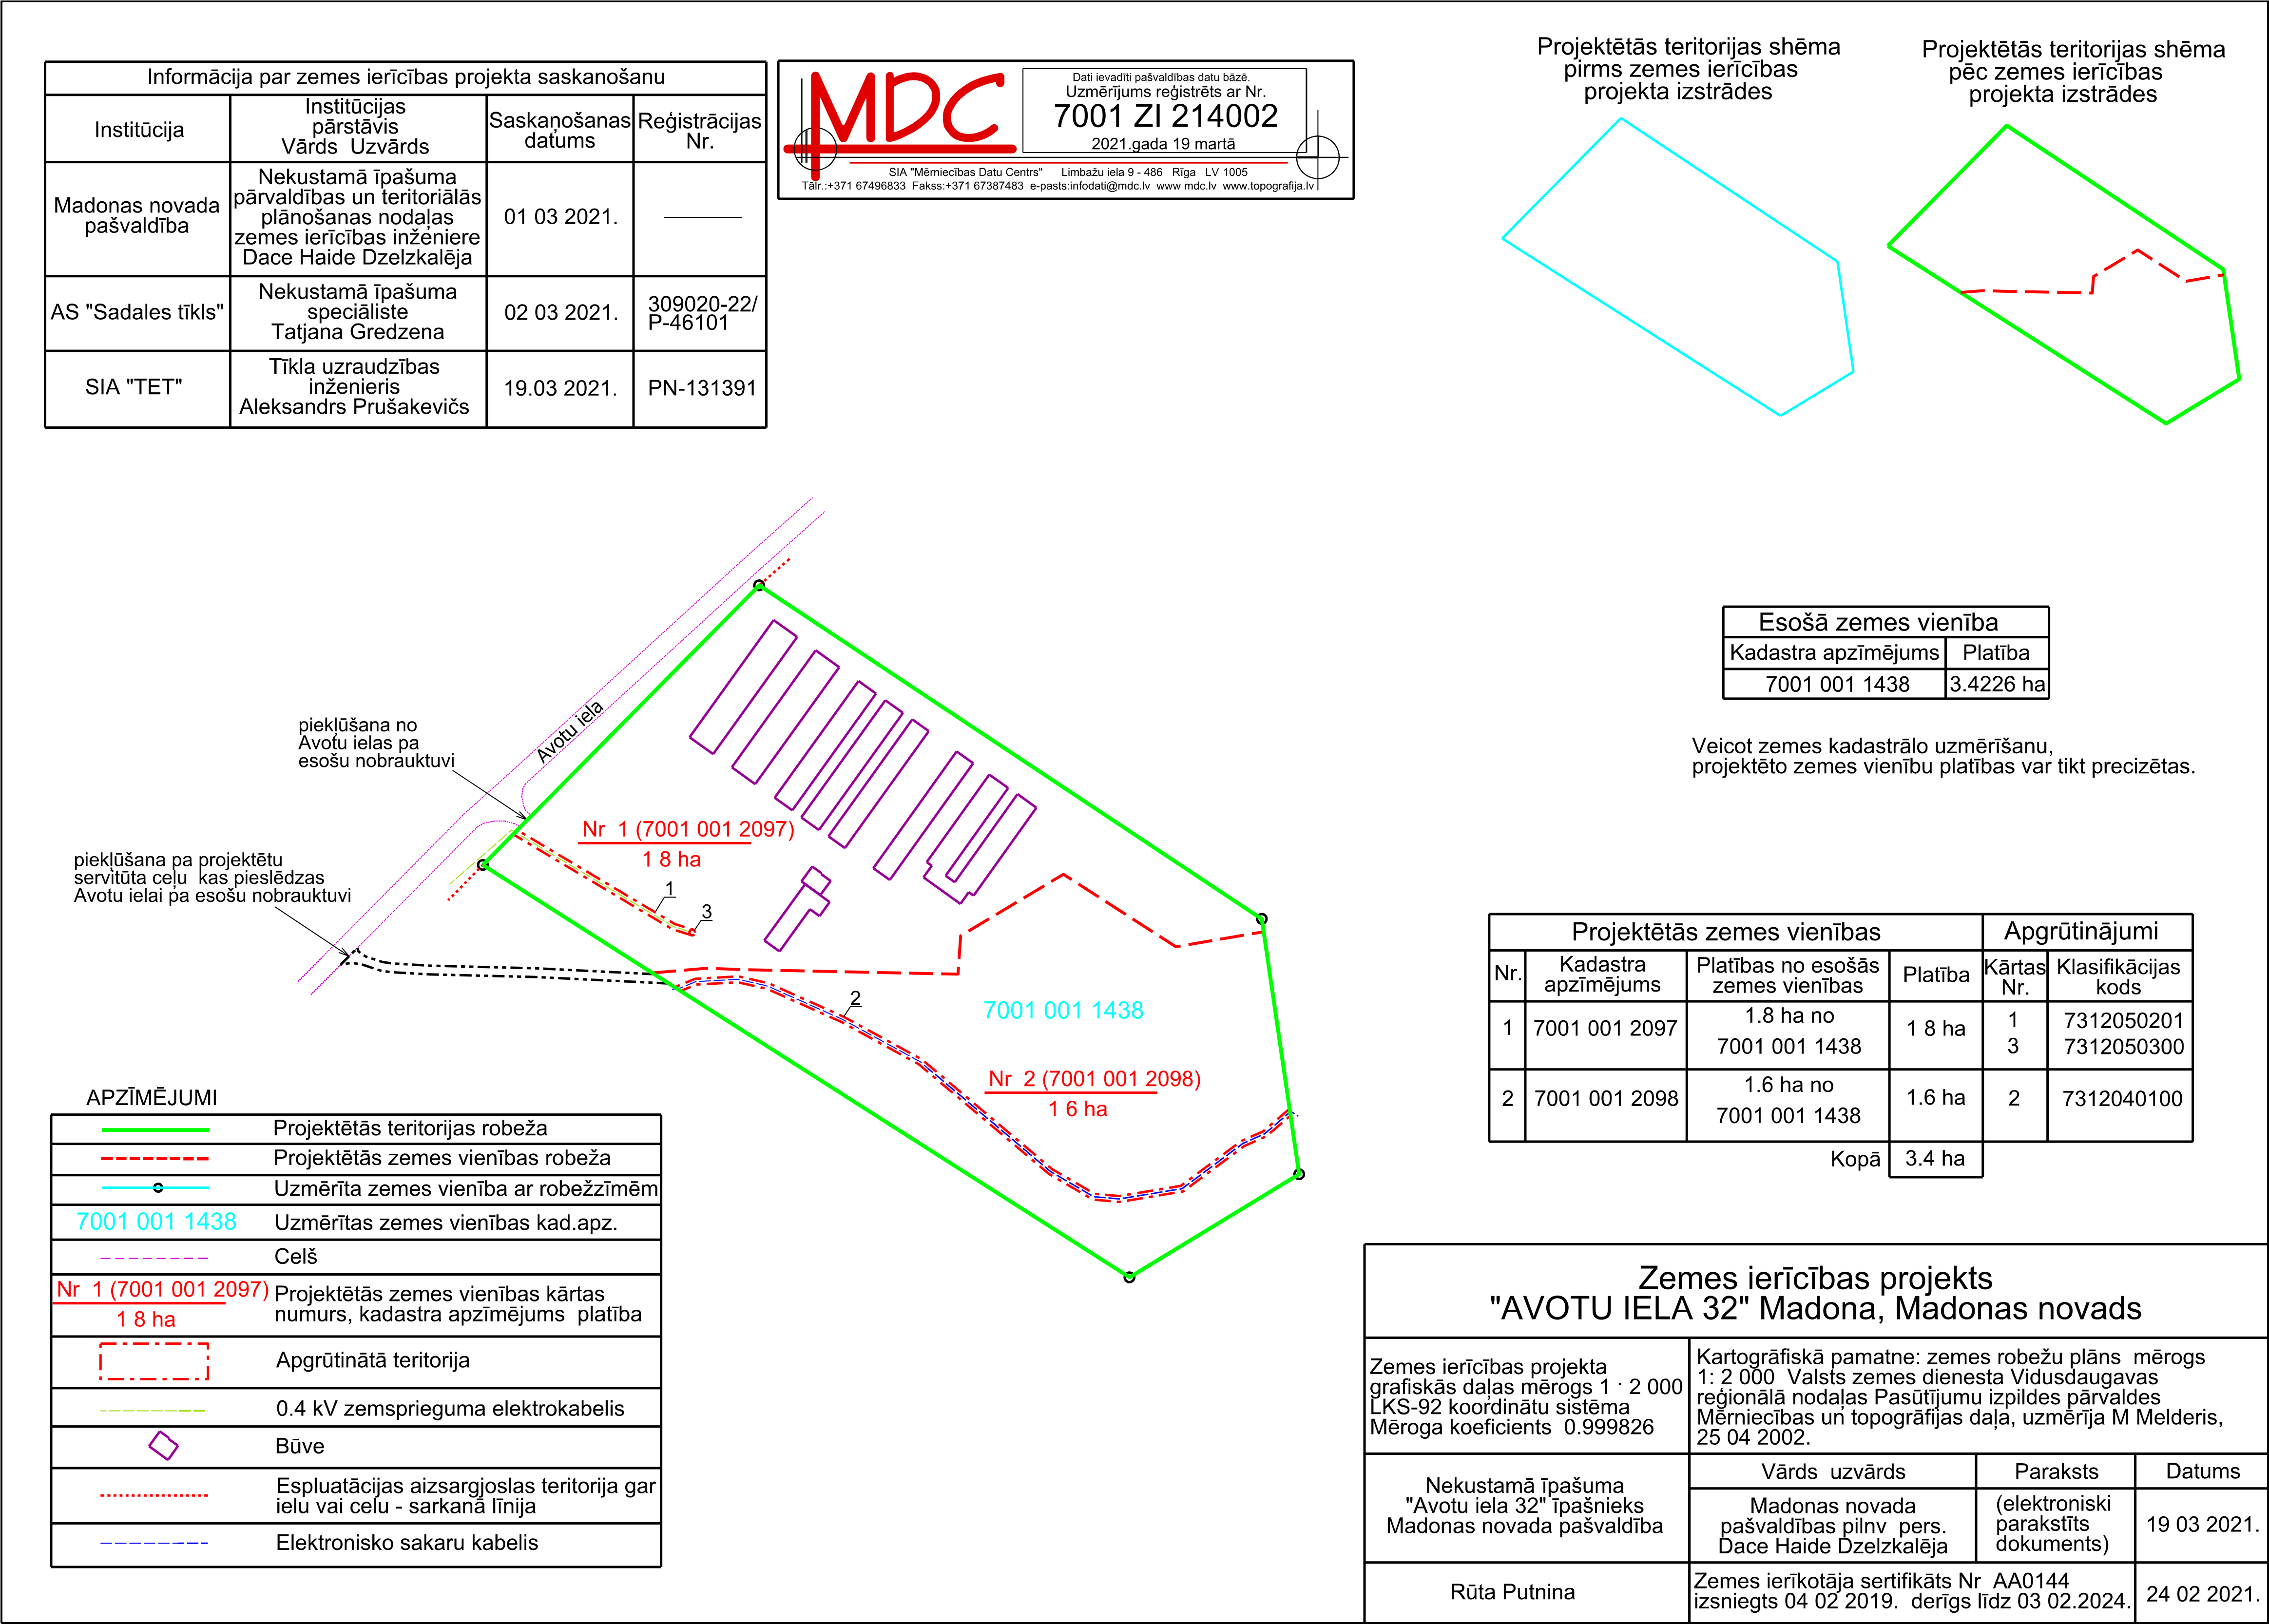 Informācija par zemes ierīcības projekta saskaņošanu
Institūcija
Institūcijas
pārstāvis
Vārds Uzvārds
Saskaņošanas
datums
Reģistrācijas
Nr.
Madonas novada
pašvaldība
Nekustamā īpašuma
pārvaldības un teritoriālās
plānošanas nodaļas
zemes ierīcības inženiere
Dace Haide Dzelzkalēja
01 03 2021.
AS "Sadales tīkls"
Nekustamā īpašuma
speciāliste
Tatjana Gredzena
02 03 2021.
309020-22/
P-46101
SIA "TET"
Tīkla uzraudzības
inženieris
Aleksandrs Prušakevičs
19.03 2021.
PN-131391
MDC
Dati ievadīti pašvaldības datu bāzē.
Uzmērījums reģistrēts ar Nr.
7001 ZI 214002
2021.gada 19 martā
SIA "Mērniecības Datu Centrs" Limbažu iela 9 - 486 Rīga LV 1005
Tālr.:+371 67496833 Fakss:+371 67387483 e-pasts:infodati@mdc.lv www mdc.lv www.topografija.lv
Projektētās teritorijas shēma
pirms zemes ierīcības
projekta izstrādes
Projektētās teritorijas shēma
pēc zemes ierīcības
projekta izstrādes
Esošā zemes vienība
Kadastra apzīmējums
Platība
7001 001 1438
3.4226 ha
Veicot zemes kadastrālo uzmērīšanu,
projektēto zemes vienību platības var tikt precizētas.
Avotu iela
piekļūšana no
Avotu ielas pa
esošu nobrauktuvi
piekļūšana pa projektētu
servitūta ceļu kas pieslēdzas
Avotu ielai pa esošu nobrauktuvi
Nr 1 (7001 001 2097)
1 8 ha
1
3
2
7001 001 1438
Nr 2 (7001 001 2098)
1 6 ha
Projektētās zemes vienības
Apgrūtinājumi
Nr.
Kadastra
apzīmējums
Platības no esošās
zemes vienības
Platība
Kārtas
Nr.
Klasifikācijas
kods
1
7001 001 2097
1.8 ha no
7001 001 1438
1 8 ha
1
7312050201
3
7312050300
2
7001 001 2098
1.6 ha no
7001 001 1438
1.6 ha
2
7312040100
Kopā
3.4 ha
APZĪMĒJUMI
Projektētās teritorijas robeža
Projektētās zemes vienības robeža
Uzmērīta zemes vienība ar robežzīmēm
7001 001 1438
Uzmērītas zemes vienības kad.apz.
Ceļš
Nr 1 (7001 001 2097)
1 8 ha
Projektētās zemes vienības kārtas
numurs, kadastra apzīmējums platība
Apgrūtinātā teritorija
0.4 kV zemsprieguma elektrokabelis
Būve
Espluatācijas aizsargjoslas teritorija gar
ielu vai ceļu - sarkanā līnija
Elektronisko sakaru kabelis
Zemes ierīcības projekts
"AVOTU IELA 32" Madona, Madonas novads
Zemes ierīcības projekta
grafiskās daļas mērogs 1 : 2 000
LKS-92 koordinātu sistēma
Mēroga koeficients 0.999826
Kartogrāfiskā pamatne: zemes robežu plāns mērogs
1: 2 000 Valsts zemes dienesta Vidusdaugavas
reģionālā nodaļas Pasūtījumu izpildes pārvaldes
Mērniecības un topogrāfijas daļa, uzmērīja M Melderis,
25 04 2002.
Nekustamā īpašuma
"Avotu iela 32" īpašnieks
Madonas novada pašvaldība
Vārds uzvārds
Paraksts
Datums
Madonas novada
pašvaldības pilnv pers.
Dace Haide Dzelzkalēja
(elektroniski
parakstīts
dokuments)
19 03 2021.
Rūta Putnina
Zemes ierīkotāja sertifikāts Nr AA0144
izsniegts 04 02 2019. derīgs līdz 03 02.2024.
24 02 2021.